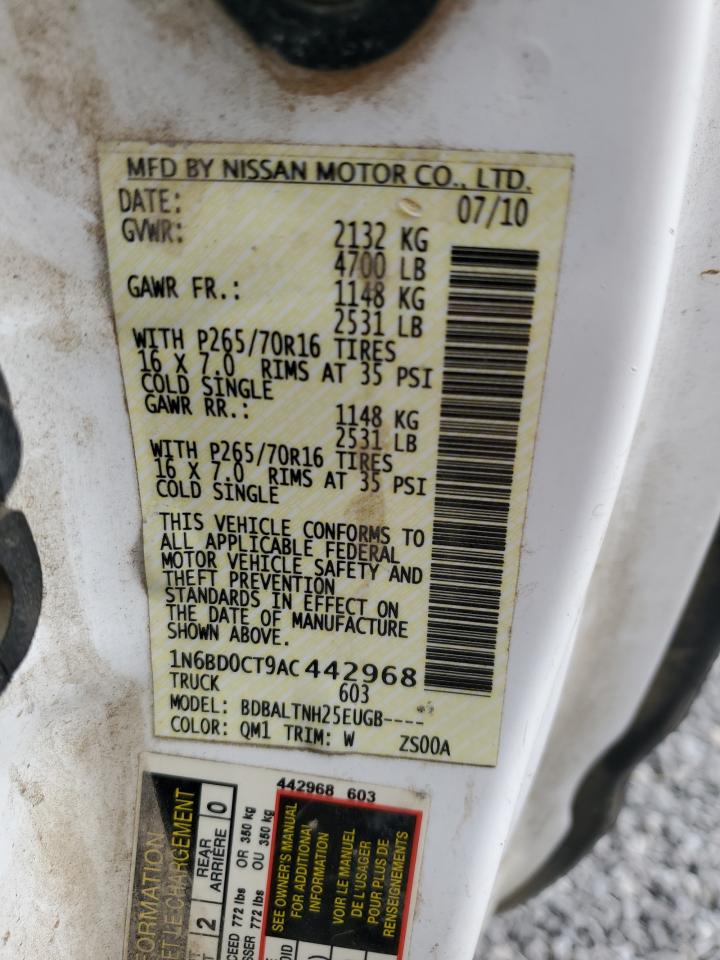 MFD BY NISSAN MOTOR CO., LTD.
DATE: 07/10
GVWR: 2132 KG
4700 LB
GAWR FR.: 1148 KG
2531 LB
WITH P265/70R16 TIRES
16 X 7.0 RIMS AT 35 PSI
COLD SINGLE
GAWR RR.: 1148 KG
2531 LB
WITH P265/70R16 TIRES
16 X 7.0 RIMS AT 35 PSI
COLD SINGLE
THIS VEHICLE CONFORMS TO
ALL APPLICABLE FEDERAL
MOTOR VEHICLE SAFETY AND
THEFT PREVENTION
STANDARDS IN EFFECT ON
THE DATE OF MANUFACTURE
SHOWN ABOVE.
1N6BD0CT9AC442968
TRUCK 603
MODEL: BDBALTNH25EUGB----
COLOR: QM1 TRIM: W ZS00A
442968 603
REAR
ARRIÈRE 0
2
772 lbs OR 350 kg
772 lbs OU 350 kg
SEE OWNER'S MANUAL
FOR ADDITIONAL
INFORMATION
VOIR LE MANUEL
DE L'USAGER
POUR PLUS DE
RENSEIGNEMENTS